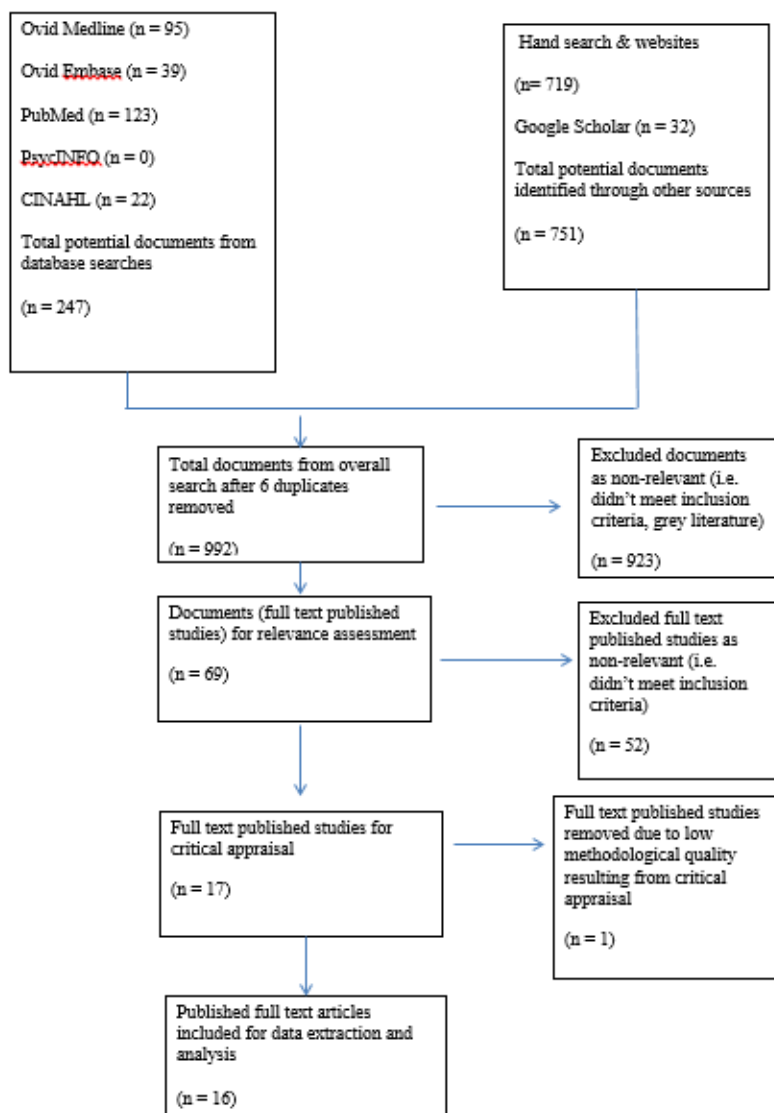 Ovid Medline (n = 95)
Ovid Embase (n = 39)
PubMed (n = 123)
PsycINFO (n = 0)
CINAHL (n = 22)
Total potential documents from
database searches
(n = 247)
Hand search & websites
(n= 719)
Google Scholar (n = 32)
Total potential documents
identified through other sources
(n = 751)
Total documents from overall
search after 6 duplicates
removed
(n = 992)
Excluded documents
as non-relevant (i.e.
didn't meet inclusion
criteria, grey literature)
(n = 923)
Documents (full text published
studies) for relevance assessment
(n = 69)
Excluded full text
published studies as
non-relevant (i.e.
didn't meet inclusion
criteria)
(n = 52)
Full text published studies for
critical appraisal
(n = 17)
Full text published studies
removed due to low
methodological quality
resulting from critical
appraisal
(n = 1)
Published full text articles
included for data extraction and
analysis
(n = 16)